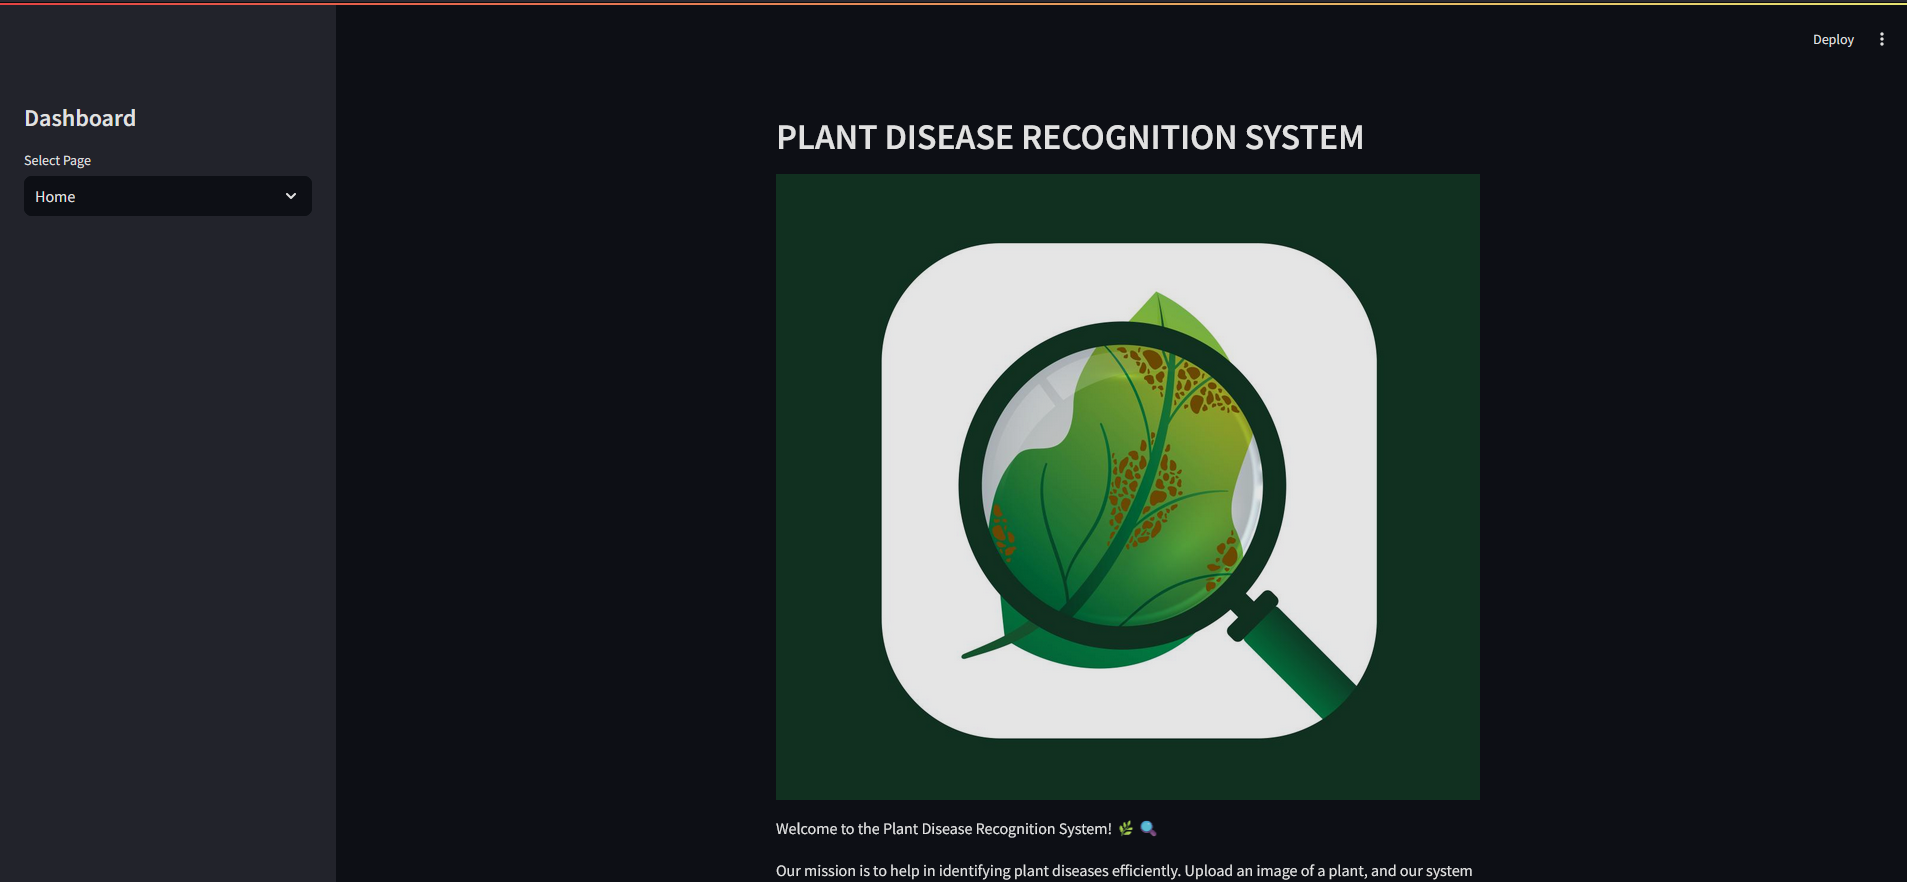 Deploy
Dashboard
Select Page
Home
PLANT DISEASE RECOGNITION SYSTEM
Welcome to the Plant Disease Recognition System! 🌿 🔍
Our mission is to help in identifying plant diseases efficiently. Upload an image of a plant, and our system